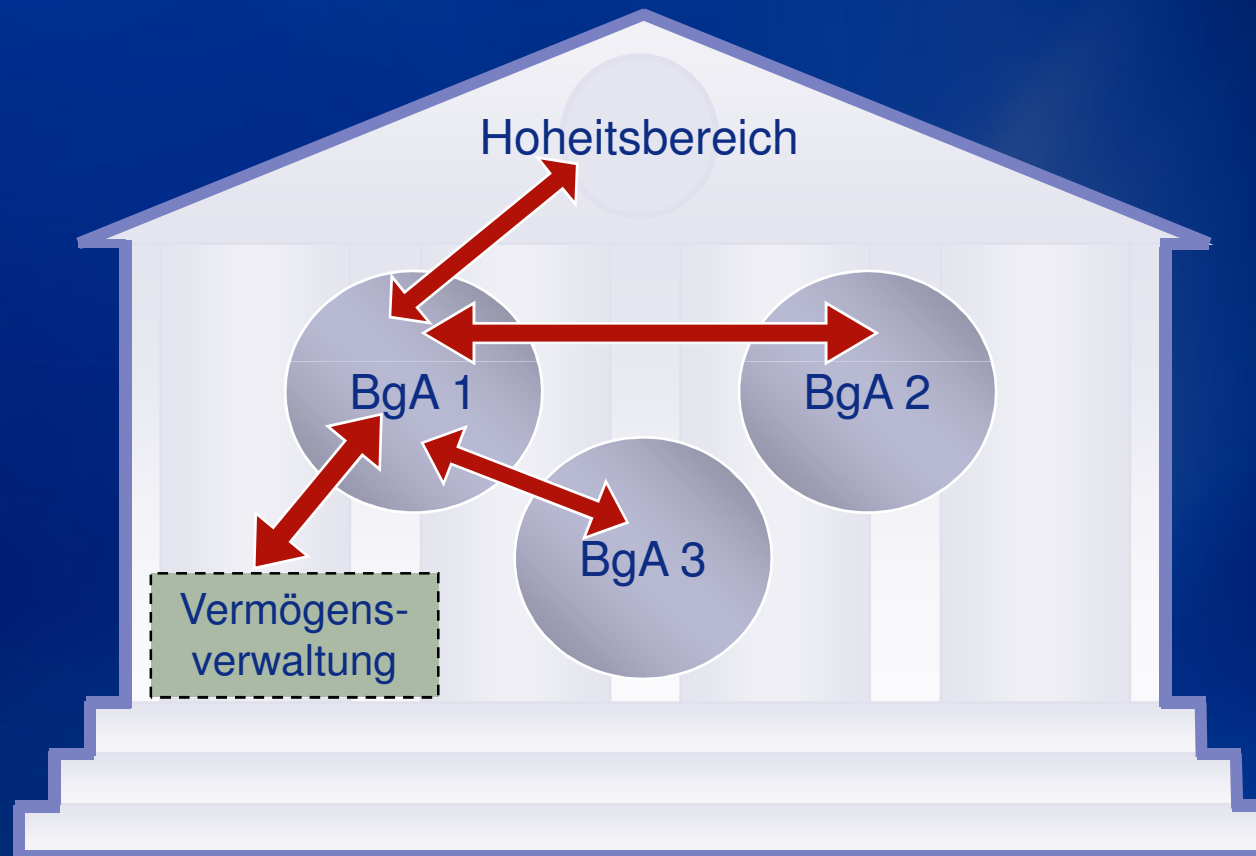 Hoheitsbereich
BgA 1
BgA 2
BgA 3
Vermögens-
verwaltung